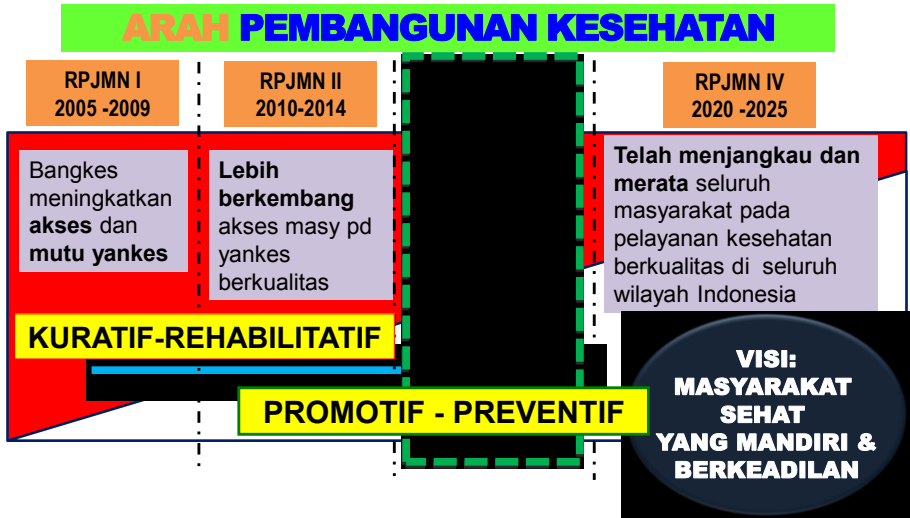 ARAH PEMBANGUNAN KESEHATAN
RPJMN I
2005 -2009
RPJMN II
2010-2014
RPJMN IV
2020 -2025
Bangkes
meningkatkan
akses dan
mutu yankes
Lebih
berkembang
akses masy pd
yankes
berkualitas
Telah menjangkau dan
merata seluruh
masyarakat pada
pelayanan kesehatan
berkualitas di seluruh
wilayah Indonesia
KURATIF-REHABILITATIF
PROMOTIF - PREVENTIF
VISI:
MASYARAKAT
SEHAT
YANG MANDIRI &
BERKEADILAN